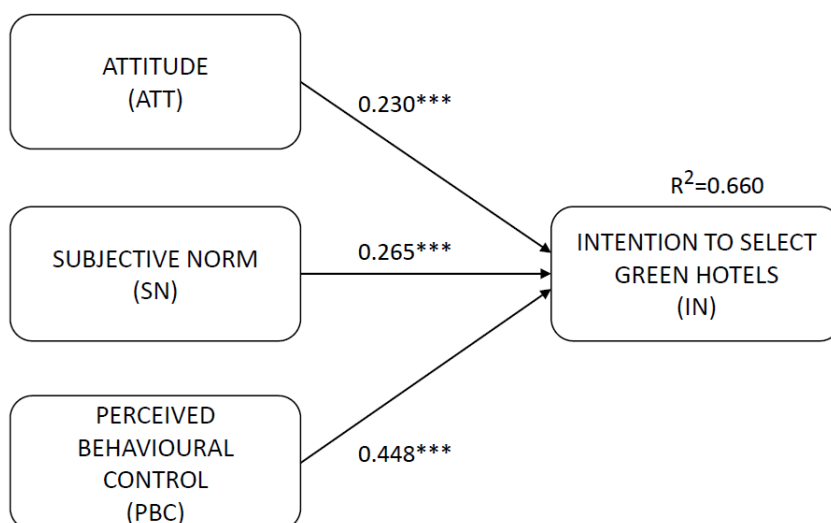 ATTITUDE
(ATT)
0.230***
R²=0.660
SUBJECTIVE NORM
(SN)
0.265***
INTENTION TO SELECT
GREEN HOTELS
(IN)
PERCEIVED
BEHAVIOURAL
CONTROL
(PBC)
0.448***